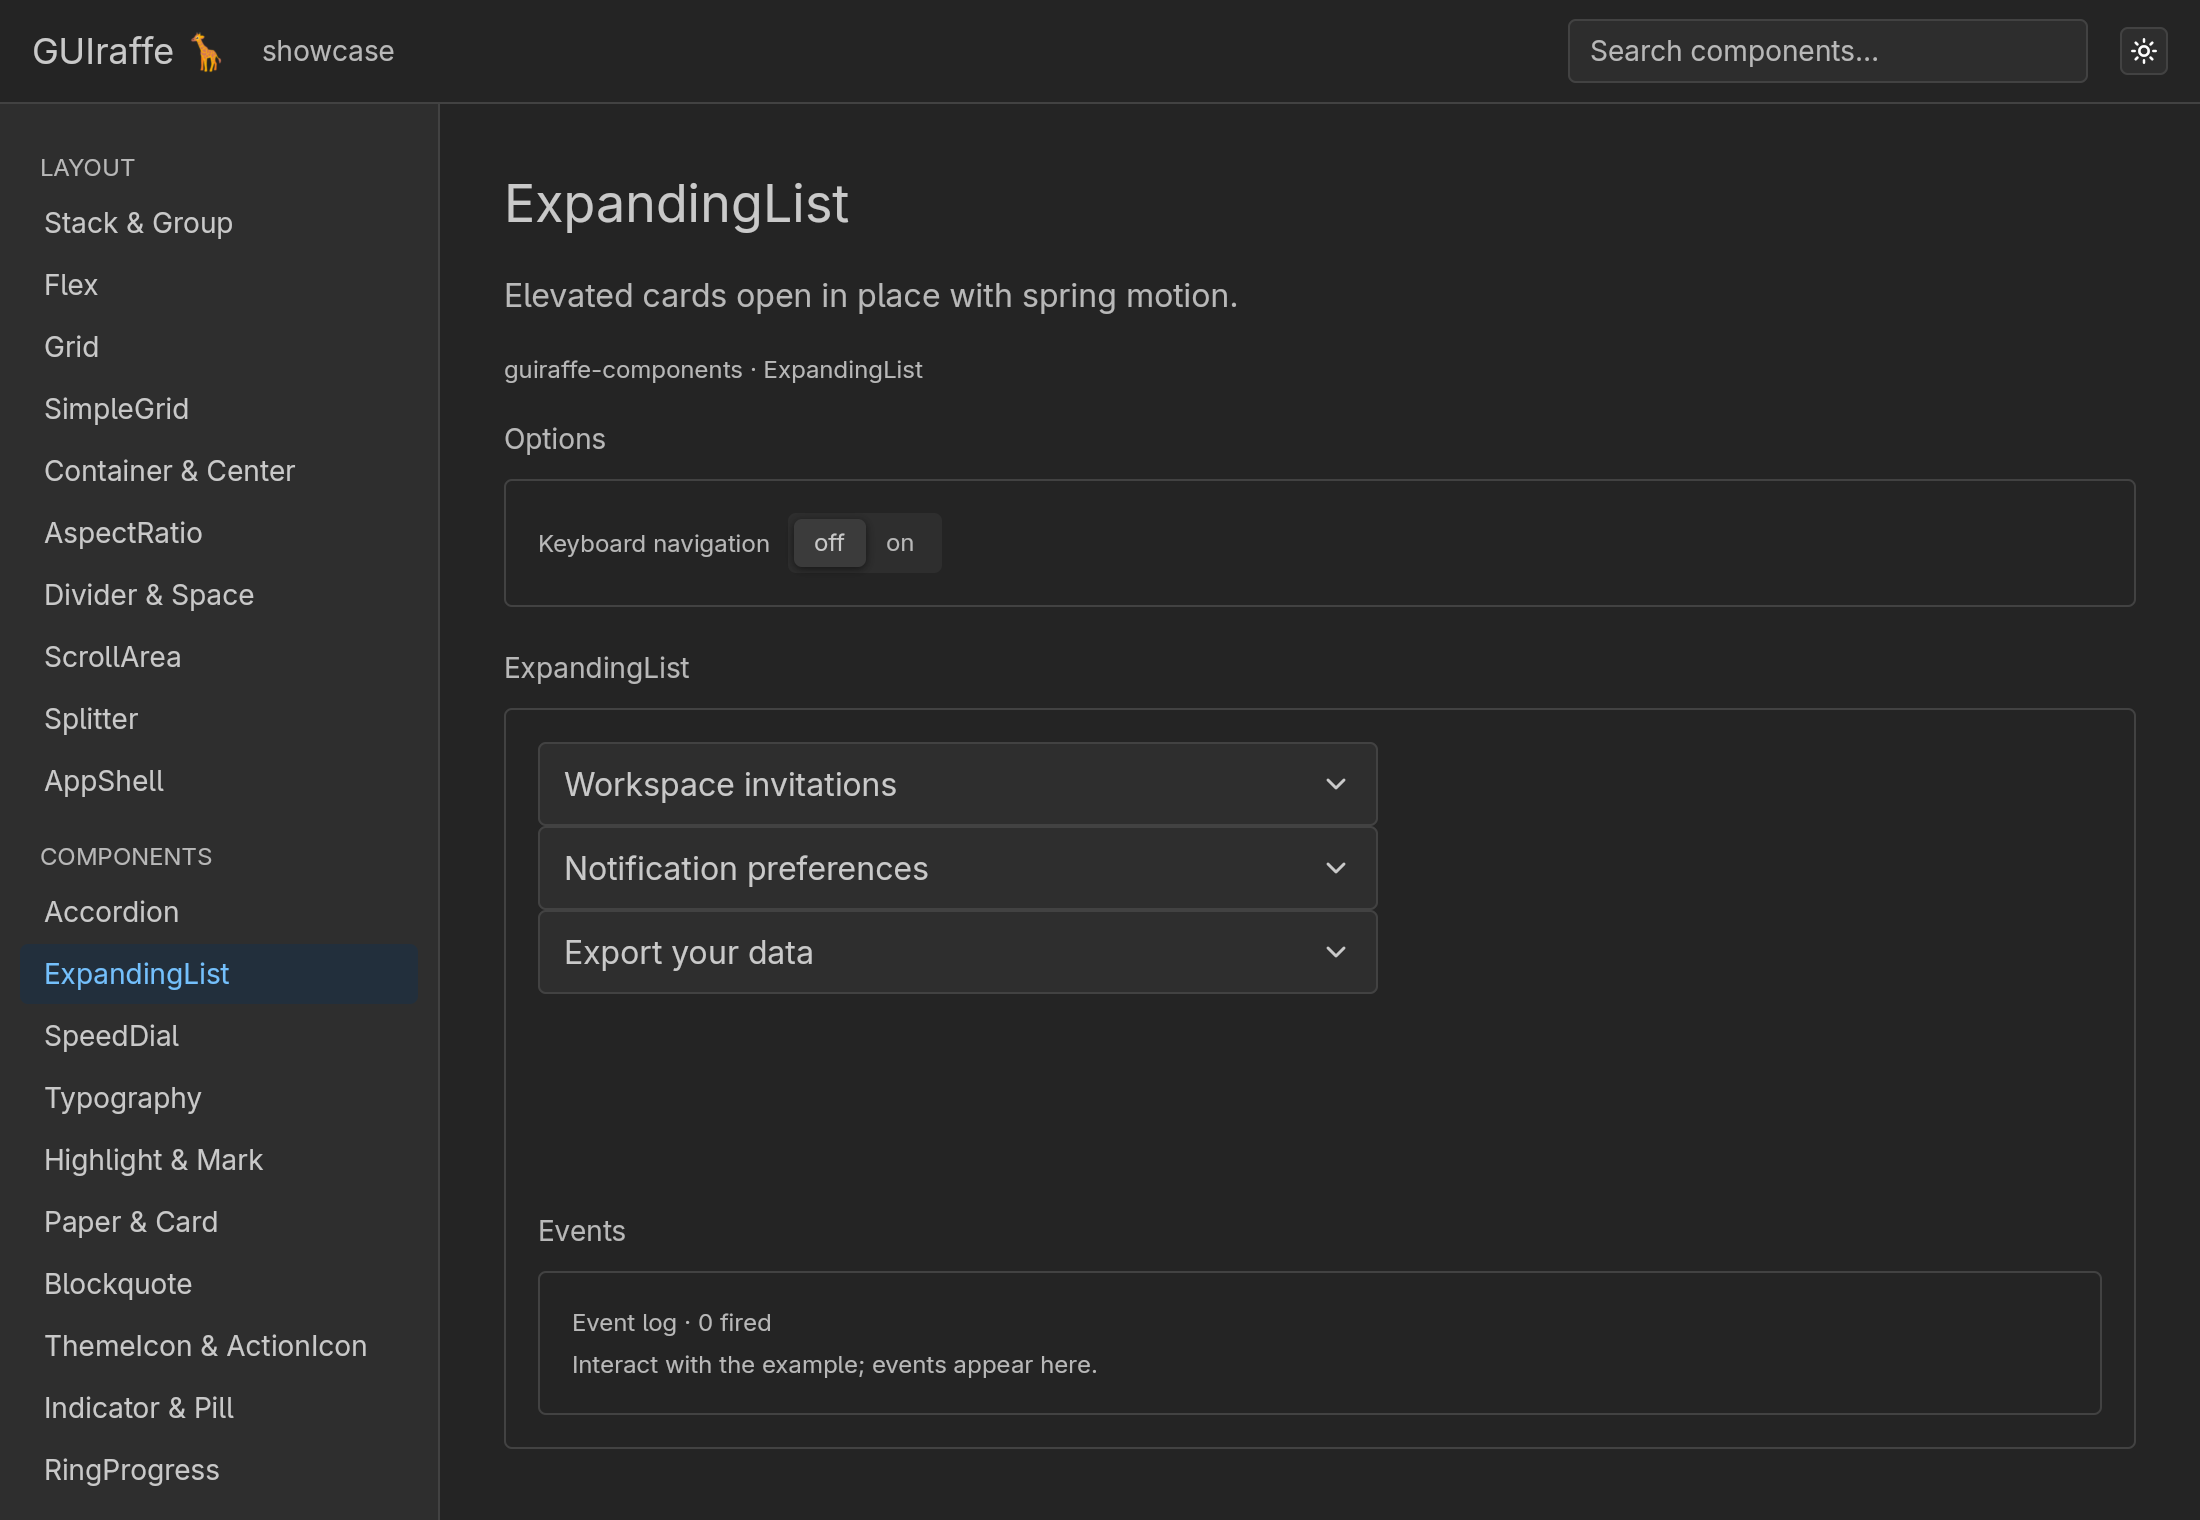 GUIraffe showcase
Search components...
LAYOUT
Stack & Group
Flex
Grid
SimpleGrid
Container & Center
AspectRatio
Divider & Space
ScrollArea
Splitter
AppShell
COMPONENTS
Accordion
ExpandingList
SpeedDial
Typography
Highlight & Mark
Paper & Card
Blockquote
ThemeIcon & ActionIcon
Indicator & Pill
RingProgress
ExpandingList
Elevated cards open in place with spring motion.
guiraffe-components · ExpandingList
Options
Keyboard navigation off on
ExpandingList
Workspace invitations
Notification preferences
Export your data
Events
Event log · 0 fired
Interact with the example; events appear here.